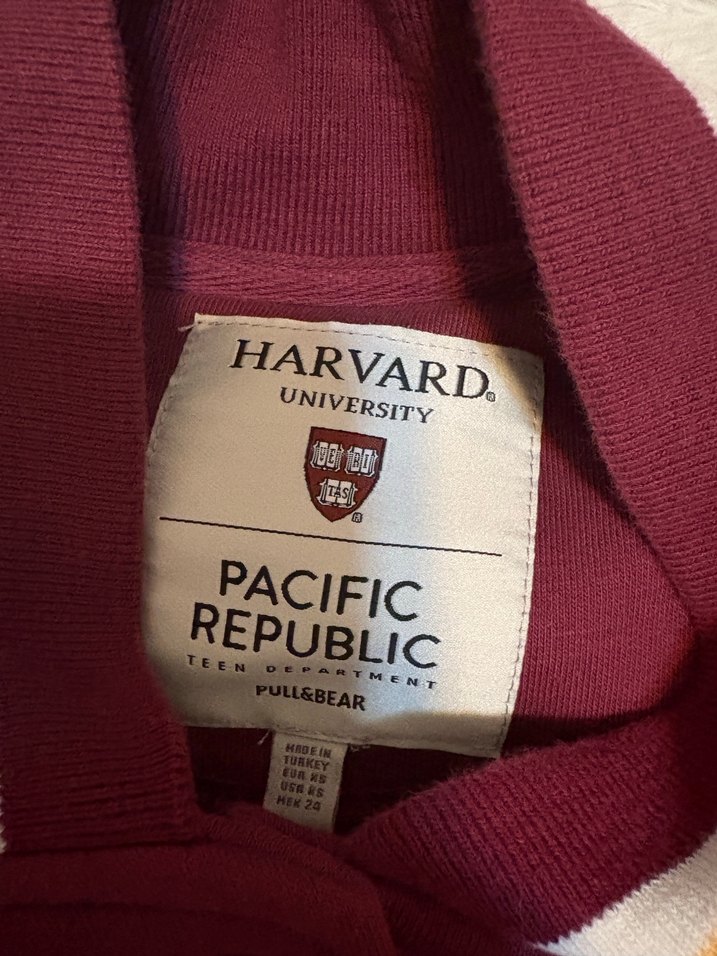 HARVARD®
UNIVERSITY
VE RI
TAS
®
PACIFIC
REPUBLIC
TEEN DEPARTMENT
PULL&BEAR
MADE IN
TURKEY
EUR XS
USA XS
MEX 24